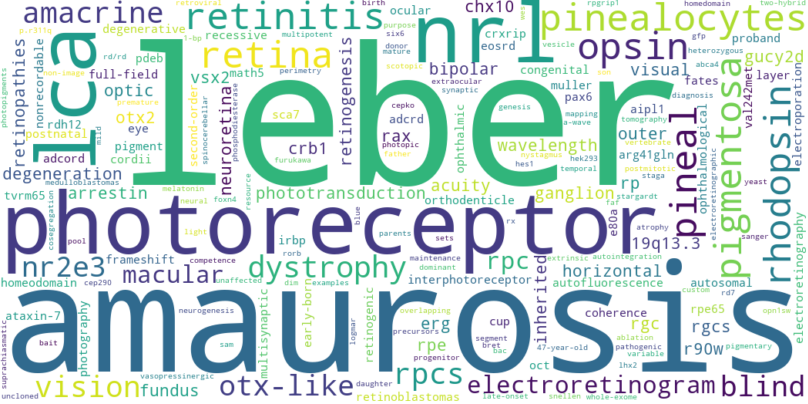 amacrine
retinitis
nrl
pinealocytes
chx10
ocular
opsin
lca
leber
retina
retinopathies
degenerative
recessive
p.r311q
rd/rd
pdeb
nonrecordable
full-field
vsx2
math5
optic
rdh12
postnatal
otx2
eye
pigment
cordii
adcord
degeneration
medulloblastomas
tvrm65
arrestin
second-order
spinocerebellar
premature
neuroretina
phosphodiesterase
sca7
crb1
furukawa
retinogenesis
bipolar
muller
pax6
adcrd
rax
cepko
photopic
father
retroviral
birth
purpose
six6
donor
mature
scotopic
multipotent
crxrip
eosrd
congenital
perimetry
extraocular
synaptic
vesicle
ophthalmic
genesis
a-wave
mapping
wavelength
nystagmus
hes1
hek293
temporal
acuity
ganglion
orthodenticle
phototransduction
visual
fates
aipl1
tomography
vertebrate
postmitotic
staga
arg41gln
outer
rp
stargardt
faf
e80a
pineal
ophthalmological
gfp
heterozygous
abca4
diagnosis
gucy2d
proband
layer
val242met
electroporation
electroretinographic
yeast
sanger
pigmentosa
rhodopsin
rpgrip1
homeodomain
two-hybrid
photopigments
non-image
mild
son
photoreceptor
cosegregation
melatonin
neural
foxn4
resource
light
blue
rx
atrophy
19q13.3
nr2e3
frameshift
macular
pool
competence
irbp
rorb
parents
sets
maintenance
dominant
rpc
extrinsic
autointegration
horizontal
inherited
autosomal
dystrophy
homeodomain
cep290
unaffected
dim
examples
interphotoreceptor
autofluorescence
custom
rd7
amaurosis
ataxin-7
photography
neurogenesis
sam
multisynaptic
early-born
logmar
retinogenic
overlapping
precursors
erg
rpe
progenitor
cup
segment
bret
bac
coherence
oct
47-year-old
rgc
ablation
variable
pathogenic
rgcs
lhx2
rpe65
r90w
pigmentary
opn1sw
electroretinography
suprachiasmatic
bait
uncloned
vision
fundus
vasopressinergic
otx-like
daughter
retinoblastomas
rpcs
electroretinogram
late-onset
snellen
whole-exome
blind